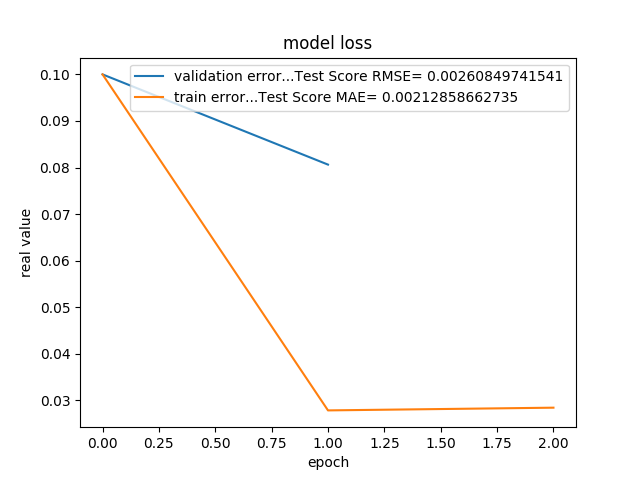 model loss
validation error...Test Score RMSE= 0.00260849741541
train error...Test Score MAE= 0.00212858662735
0.10
0.09
0.08
0.07
0.06
0.05
0.04
0.03
real value
0.00 0.25 0.50 0.75 1.00 1.25 1.50 1.75 2.00
epoch